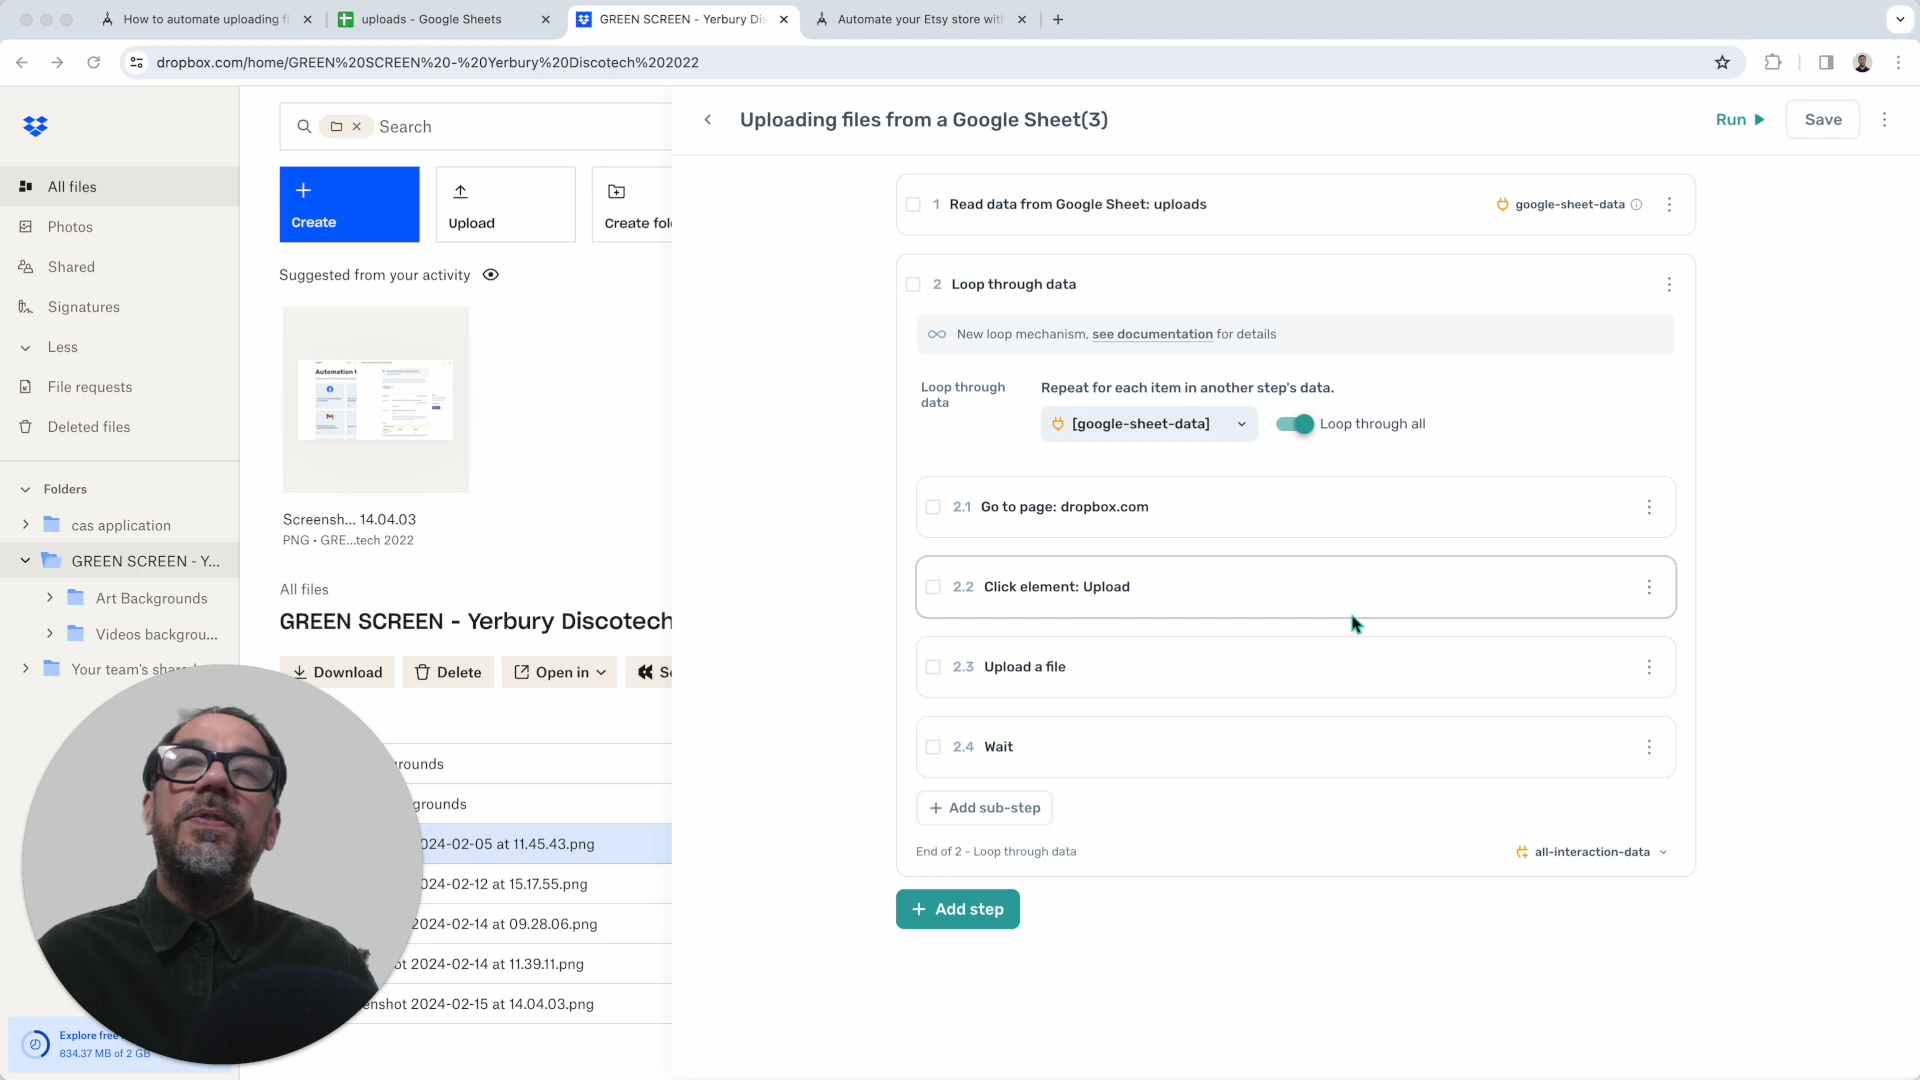 How to automate uploading fi
uploads - Google Sheets
GREEN SCREEN - Yerbury Dis
Automate your Etsy store with
dropbox.com/home/GREEN%20SCREEN%20-%20Yerbury%20Discotech%202022
Search
Uploading files from a Google Sheet(3)
Run
Save
All files
Photos
Shared
Signatures
Less
File requests
Deleted files
Folders
cas application
GREEN SCREEN - Y...
Art Backgrounds
Videos backgrou...
Your team's share
Explore free
834.37 MB of 2 GB
Create
Upload
Create fol
Suggested from your activity
Screensh... 14.04.03
PNG • GRE...tech 2022
All files
GREEN SCREEN - Yerbury Discotech
Download
Delete
Open in
Se
rounds
grounds
024-02-05 at 11.45.43.png
024-02-12 at 15.17.55.png
2024-02-14 at 09.28.06.png
ot 2024-02-14 at 11.39.11.png
enshot 2024-02-15 at 14.04.03.png
1 Read data from Google Sheet: uploads
google-sheet-data
2 Loop through data
New loop mechanism, see documentation for details
Loop through
data
Repeat for each item in another step's data.
[google-sheet-data]
Loop through all
2.1 Go to page: dropbox.com
2.2 Click element: Upload
2.3 Upload a file
2.4 Wait
Add sub-step
End of 2 - Loop through data
all-interaction-data
Add step